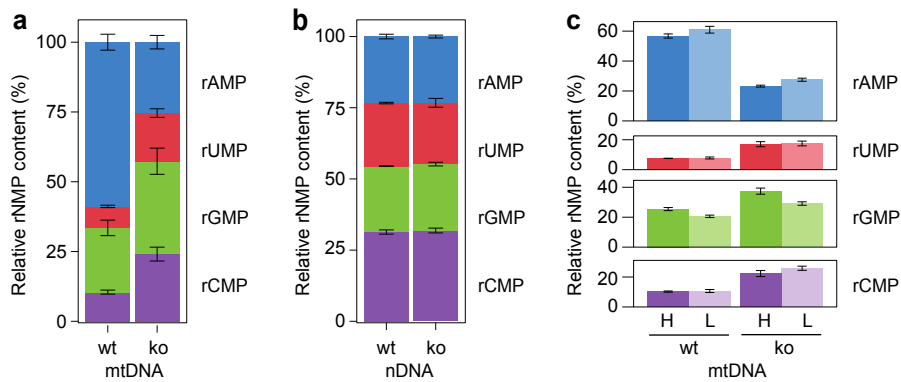 a
Relative rNMP content (%)
100
75
50
25
0
rAMP
rUMP
rGMP
rCMP
wt ko
mtDNA
b
Relative rNMP content (%)
100
75
50
25
0
rAMP
rUMP
rGMP
rCMP
wt ko
nDNA
c
Relative rNMP content (%)
60
40
20
0
rAMP
20
0
rUMP
40
20
0
rGMP
20
0
rCMP
H L H L
wt ko
mtDNA